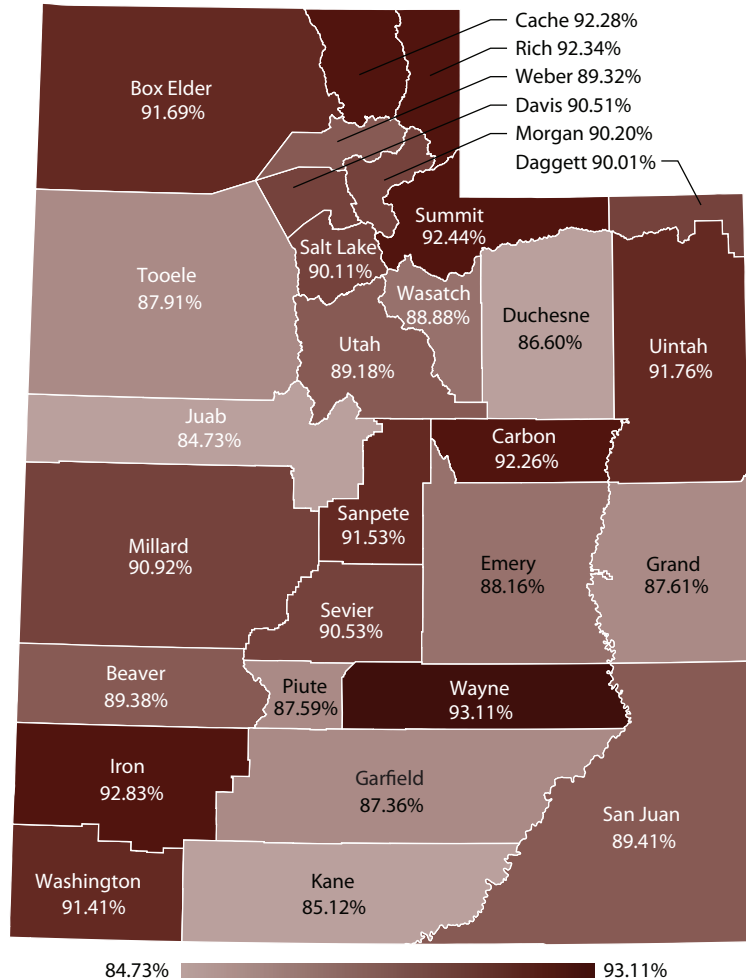 Cache 92.28%
Rich 92.34%
Weber 89.32%
Davis 90.51%
Morgan 90.20%
Daggett 90.01%
Box Elder
91.69%
Summit
92.44%
Salt Lake
90.11%
Tooele
87.91%
Wasatch
88.88%
Duchesne
86.60%
Uintah
91.76%
Utah
89.18%
Juab
84.73%
Carbon
92.26%
Sanpete
91.53%
Millard
90.92%
Emery
88.16%
Grand
87.61%
Sevier
90.53%
Beaver
89.38%
Piute
87.59%
Wayne
93.11%
Iron
92.83%
Garfield
87.36%
San Juan
89.41%
Washington
91.41%
Kane
85.12%
84.73% 93.11%